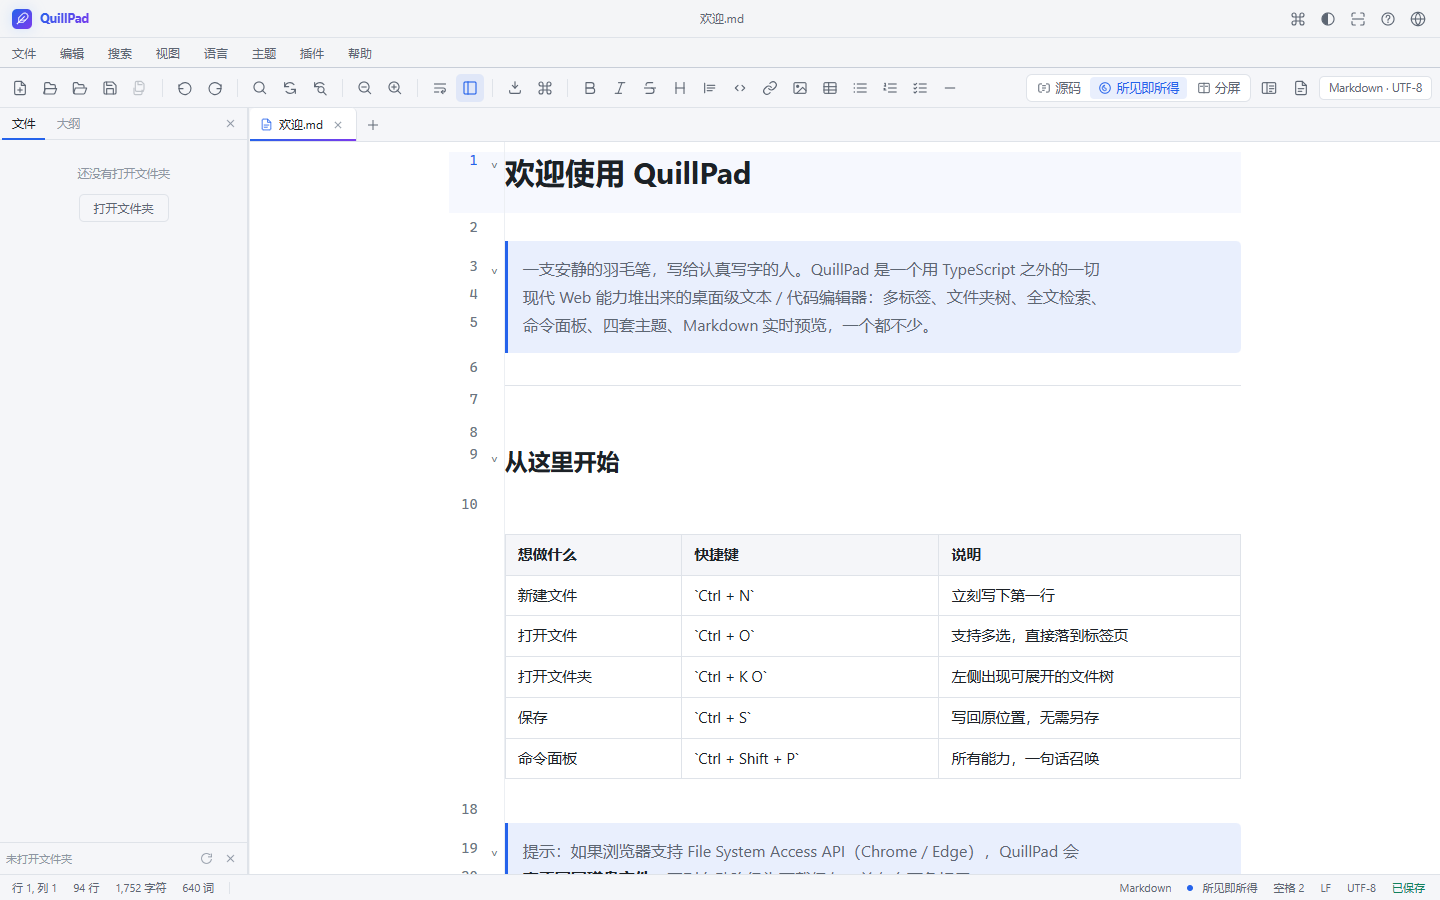 QuillPad
欢迎.md
文件 编辑 搜索 视图 语言 主题 插件 帮助
源码 所见即所得 分屏 Markdown · UTF-8
文件 大纲
欢迎.md
还没有打开文件夹
打开文件夹
1 欢迎使用 QuillPad
2
3 一支安静的羽毛笔，写给认真写字的人。QuillPad 是一个用 TypeScript 之外的一切
4 现代 Web 能力堆出来的桌面级文本 / 代码编辑器：多标签、文件夹树、全文检索、
5 命令面板、四套主题、Markdown 实时预览，一个都不少。
6
7
8
9 从这里开始
10
想做什么 快捷键 说明
新建文件 `Ctrl + N` 立刻写下第一行
打开文件 `Ctrl + O` 支持多选，直接落到标签页
打开文件夹 `Ctrl + K O` 左侧出现可展开的文件树
保存 `Ctrl + S` 写回原位置，无需另存
命令面板 `Ctrl + Shift + P` 所有能力，一句话召唤
18
19 提示：如果浏览器支持 File System Access API（Chrome / Edge），QuillPad 会
未打开文件夹
行 1, 列 1 94 行 1,752 字符 640 词
Markdown 所见即所得 空格 2 LF UTF-8 已保存